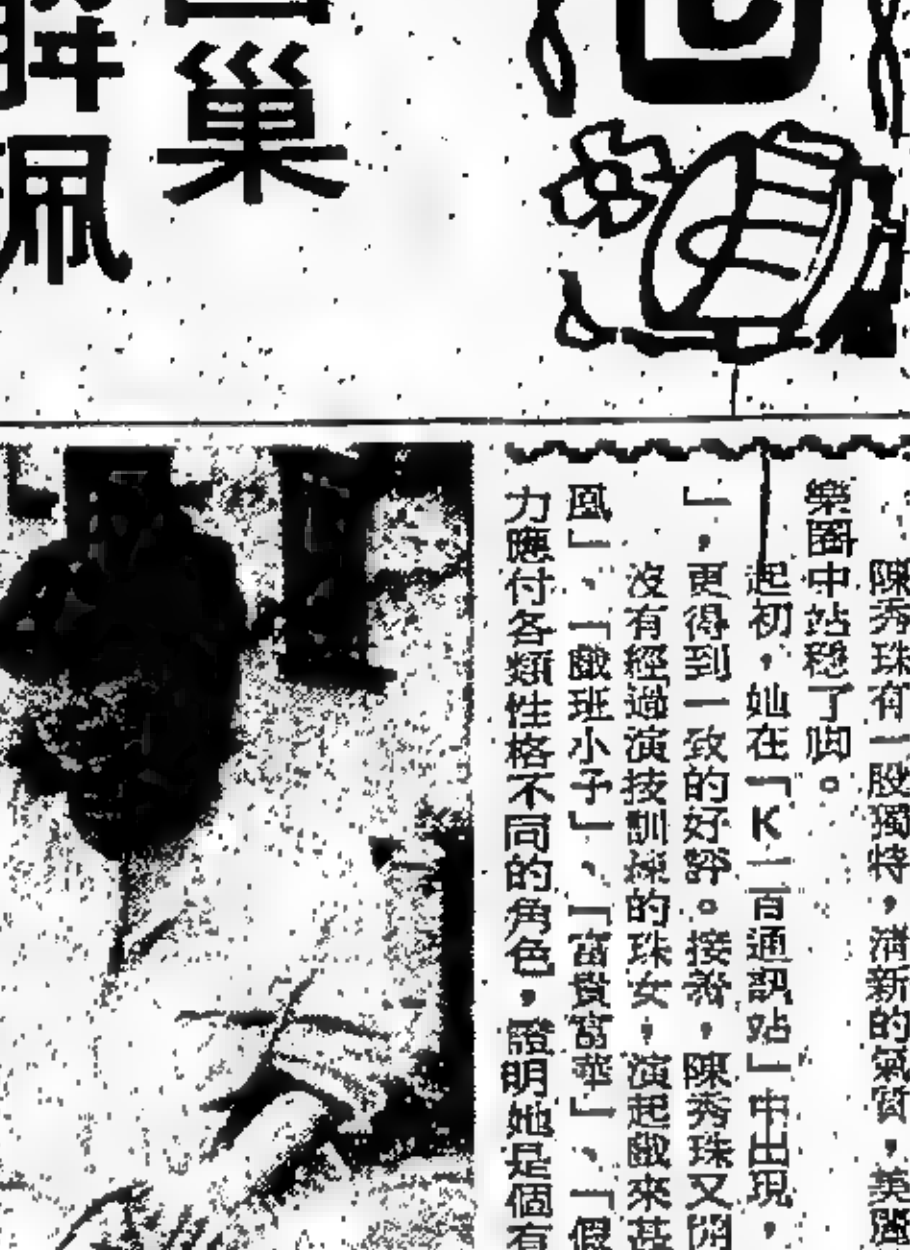 巢
珮
陳秀珠有一股獨特，清新的氣質，美
樂圈中站穩了脚。
起初，她在「K一百通訊站」中出現，
」，更得到一致的好評。接着，陳秀珠又開
沒有經過演技訓練的珠女，演起戲來甚
凰」、「戲班小子」、「富貴當華」、「假
力應付各類性格不同的角色，證明她是個有